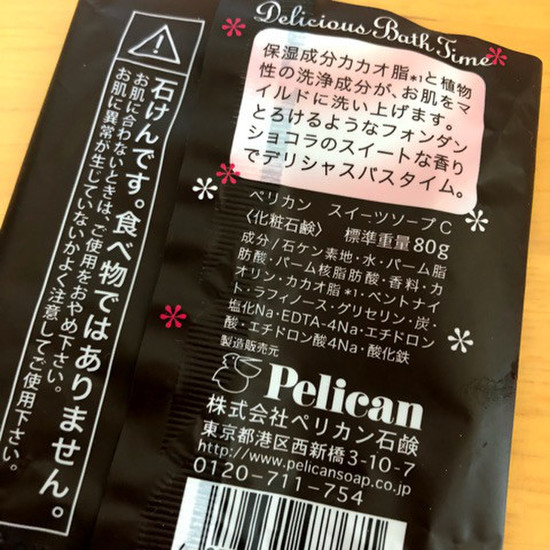 Delicious Bath Time
保湿成分カカオ脂*1と植物
性の洗浄成分が、お肌をマ
イルドに洗い上げます。
とろけるようなフォンダン
ショコラのスイートな香り
でデリシャスバスタイム。
ペリカン　スイーツソープC
〈化粧石鹸〉　標準重量80g
成分/石ケン素地・水・パーム脂
肪酸・パーム核脂肪酸・香料・カ
オリン・カカオ脂*1・ベントナイ
ト・ラフィノース・グリセリン・炭・
塩化Na・EDTA-4Na・エチドロン
酸・エチドロン酸4Na・酸化鉄
製造販売元
Pelican
株式会社ペリカン石鹸
東京都港区西新橋3-10-7
http://www.pelicansoap.co.jp
0120-711-754
石けんです。食べ物ではありません。
お肌に合わないときは、ご使用をおやめ下さい。
お肌に異常が生じていないかよく注意してご使用下さい。